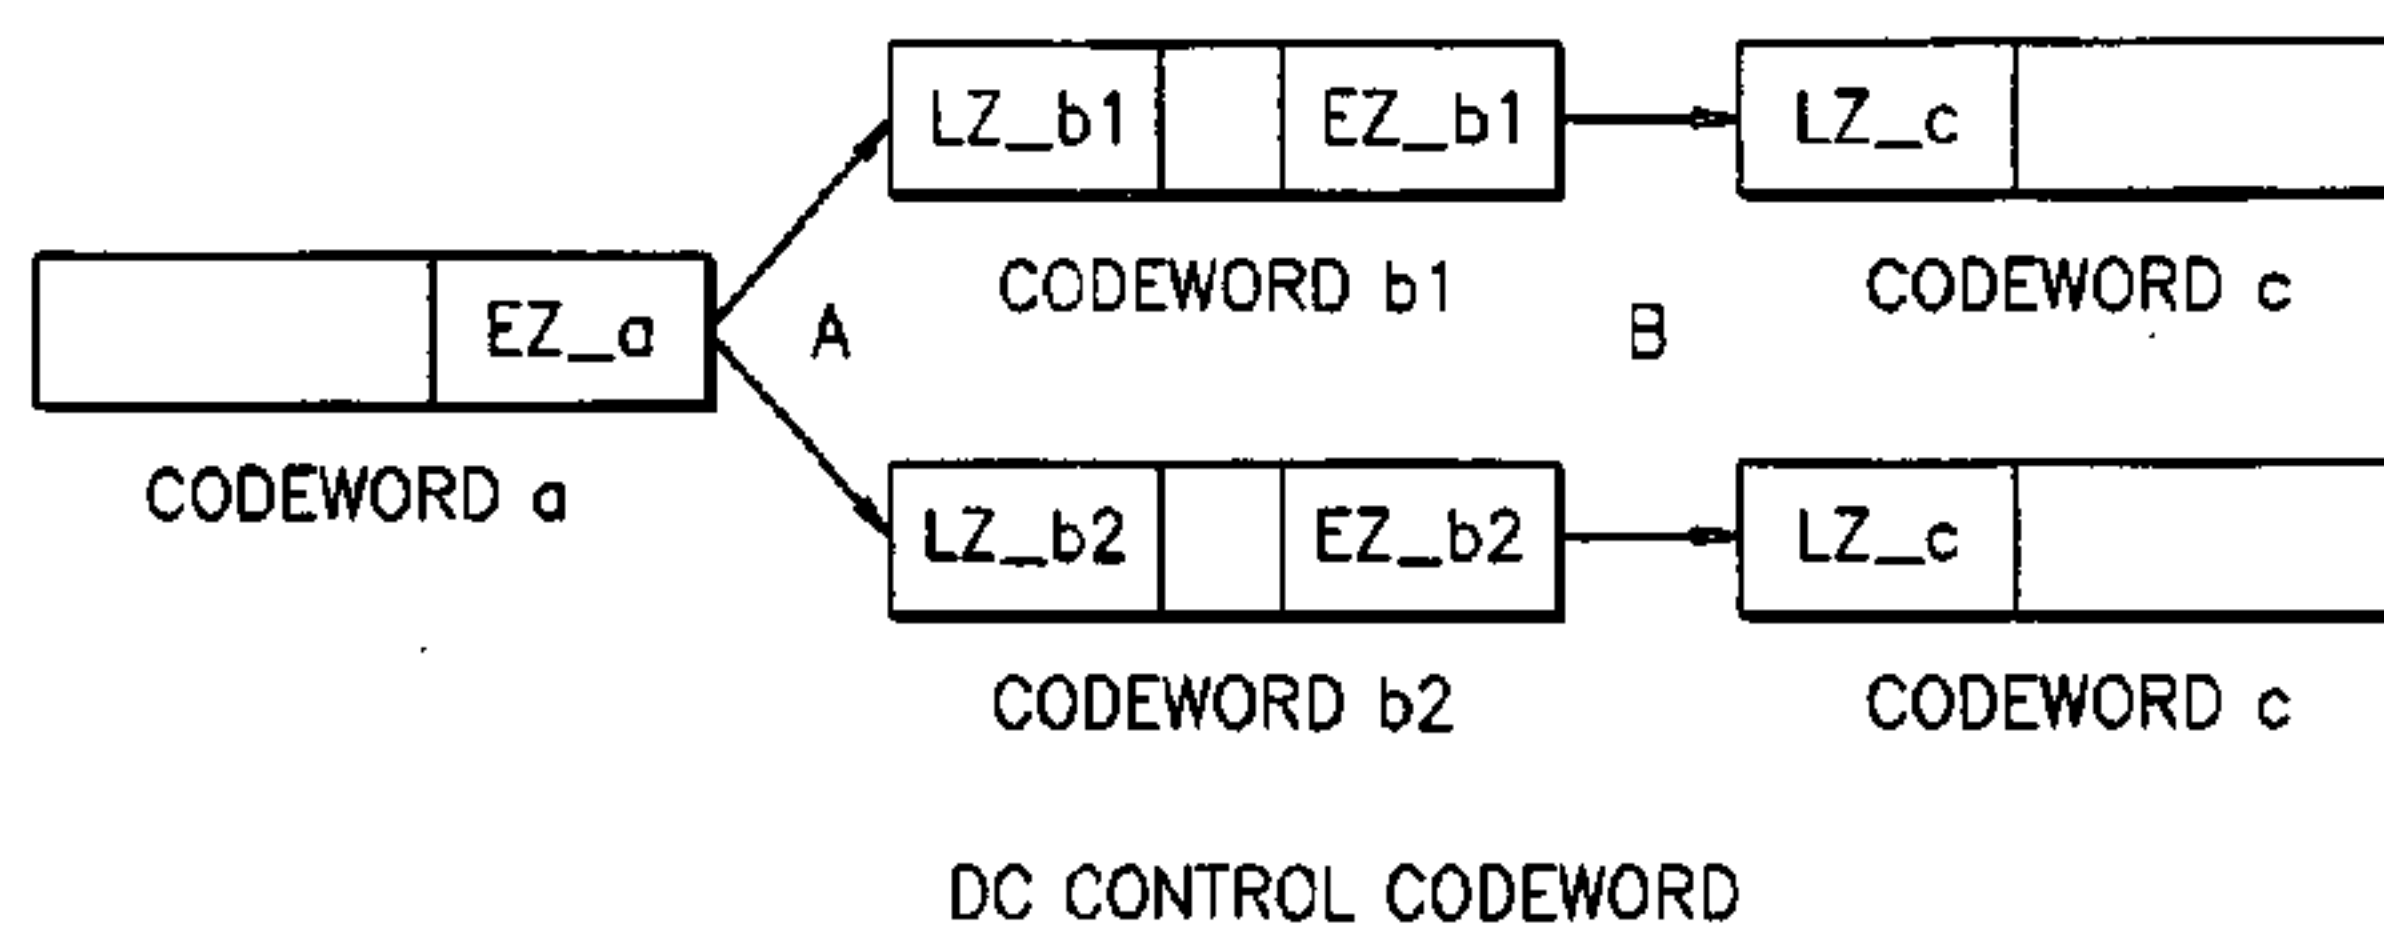 LZ_b1 EZ_b1 LZ_c
CODEWORD b1 CODEWORD c
EZ_a A B
CODEWORD a
LZ_b2 EZ_b2 LZ_c
CODEWORD b2 CODEWORD c
DC CONTROL CODEWORD